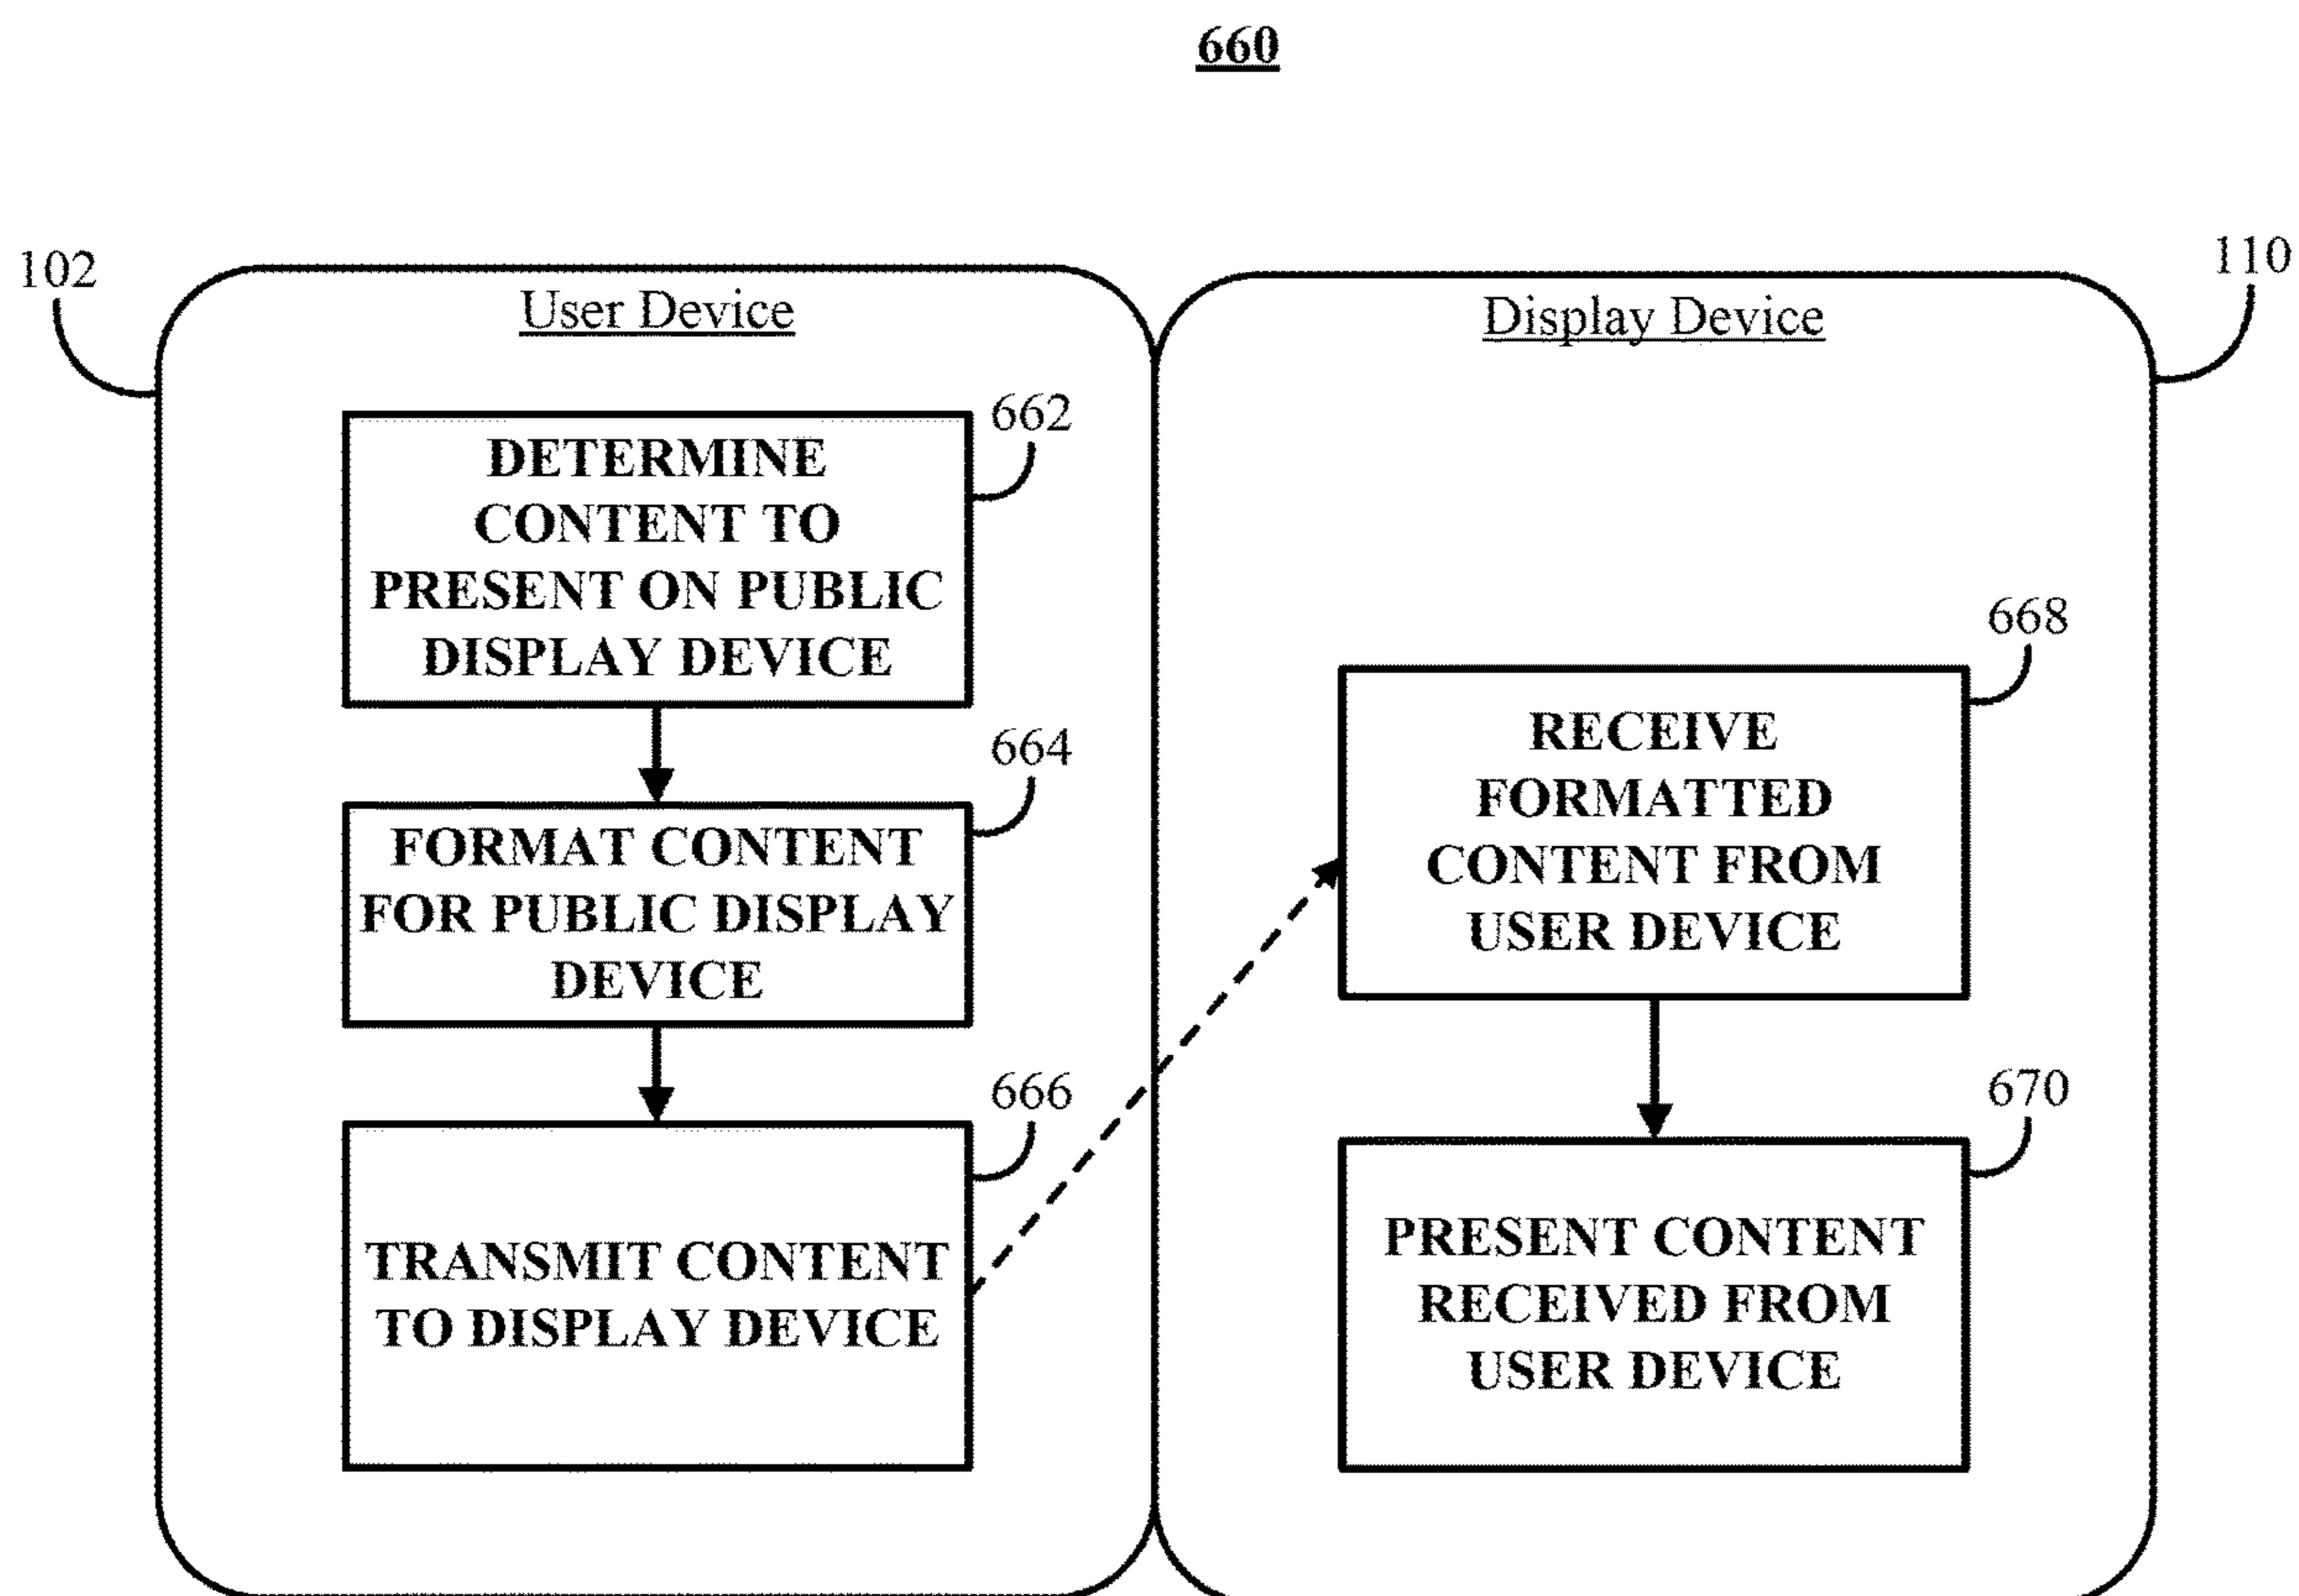 660
102
110
User Device
662
DETERMINE
CONTENT TO
PRESENT ON PUBLIC
DISPLAY DEVICE
664
FORMAT CONTENT
FOR PUBLIC DISPLAY
DEVICE
666
TRANSMIT CONTENT
TO DISPLAY DEVICE
Display Device
668
RECEIVE
FORMATTED
CONTENT FROM
USER DEVICE
670
PRESENT CONTENT
RECEIVED FROM
USER DEVICE